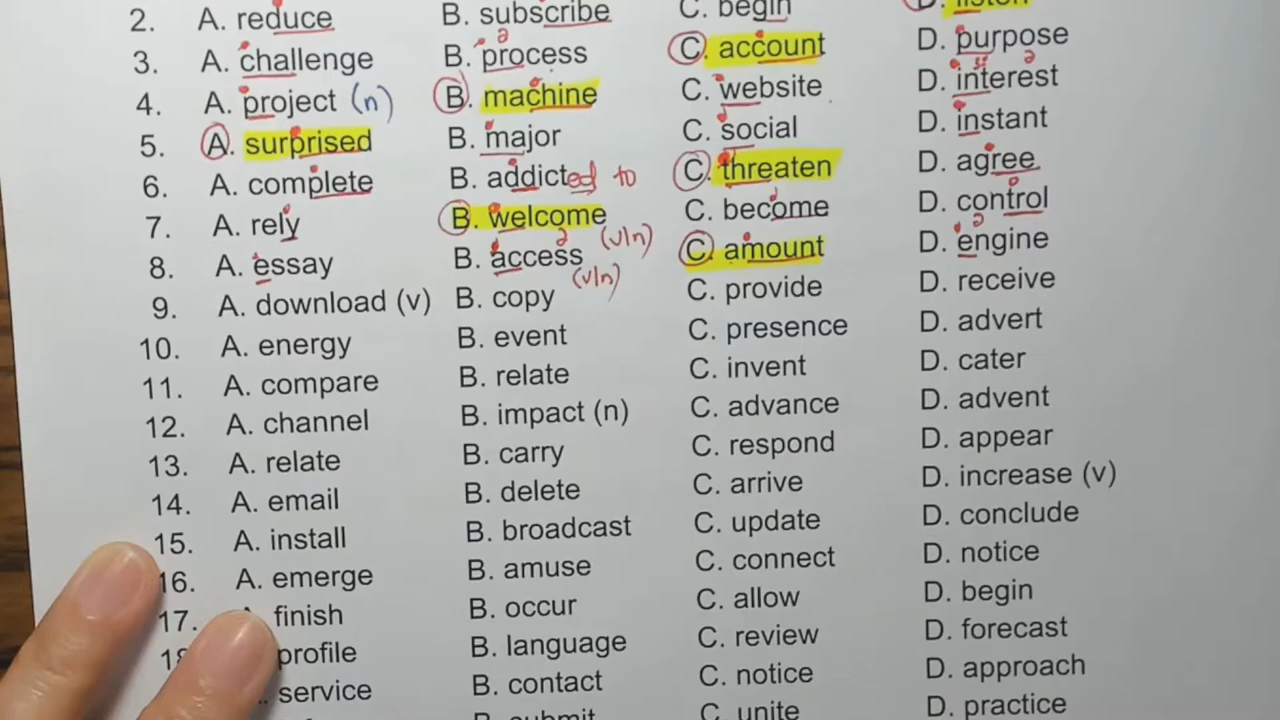 2. A. reduce B. subscribe C. begin D. listen
3. A. challenge B. process C. account D. purpose
4. A. project (n) B. machine C. website D. interest
5. A. surprised B. major C. social D. instant
6. A. complete B. addicted to C. threaten D. agree
7. A. rely B. welcome C. become D. control
8. A. essay B. access (v/n) C. amount D. engine
9. A. download (v) B. copy (v/n) C. provide D. receive
10. A. energy B. event C. presence D. advert
11. A. compare B. relate C. invent D. cater
12. A. channel B. impact (n) C. advance D. advent
13. A. relate B. carry C. respond D. appear
14. A. email B. delete C. arrive D. increase (v)
15. A. install B. broadcast C. update D. conclude
16. A. emerge B. amuse C. connect D. notice
17. finish B. occur C. allow D. begin
profile B. language C. review D. forecast
service B. contact C. notice D. approach
B. submit C. unite D. practice